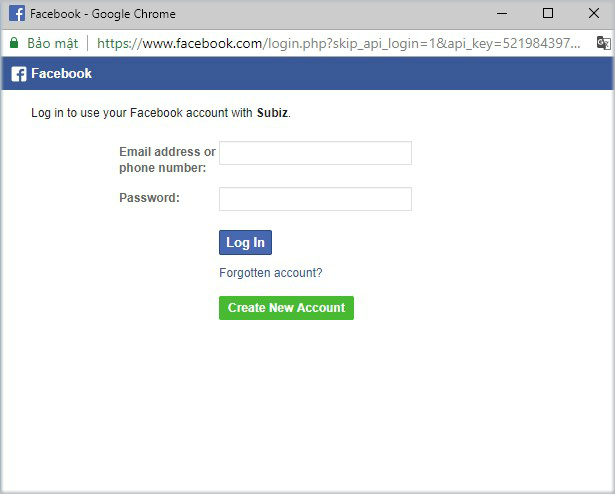 Facebook - Google Chrome
Bảo mật https://www.facebook.com/login.php?skip_api_login=1&api_key=521984397...
Facebook
Log in to use your Facebook account with Subiz.
Email address or
phone number:
Password:
Log In
Forgotten account?
Create New Account